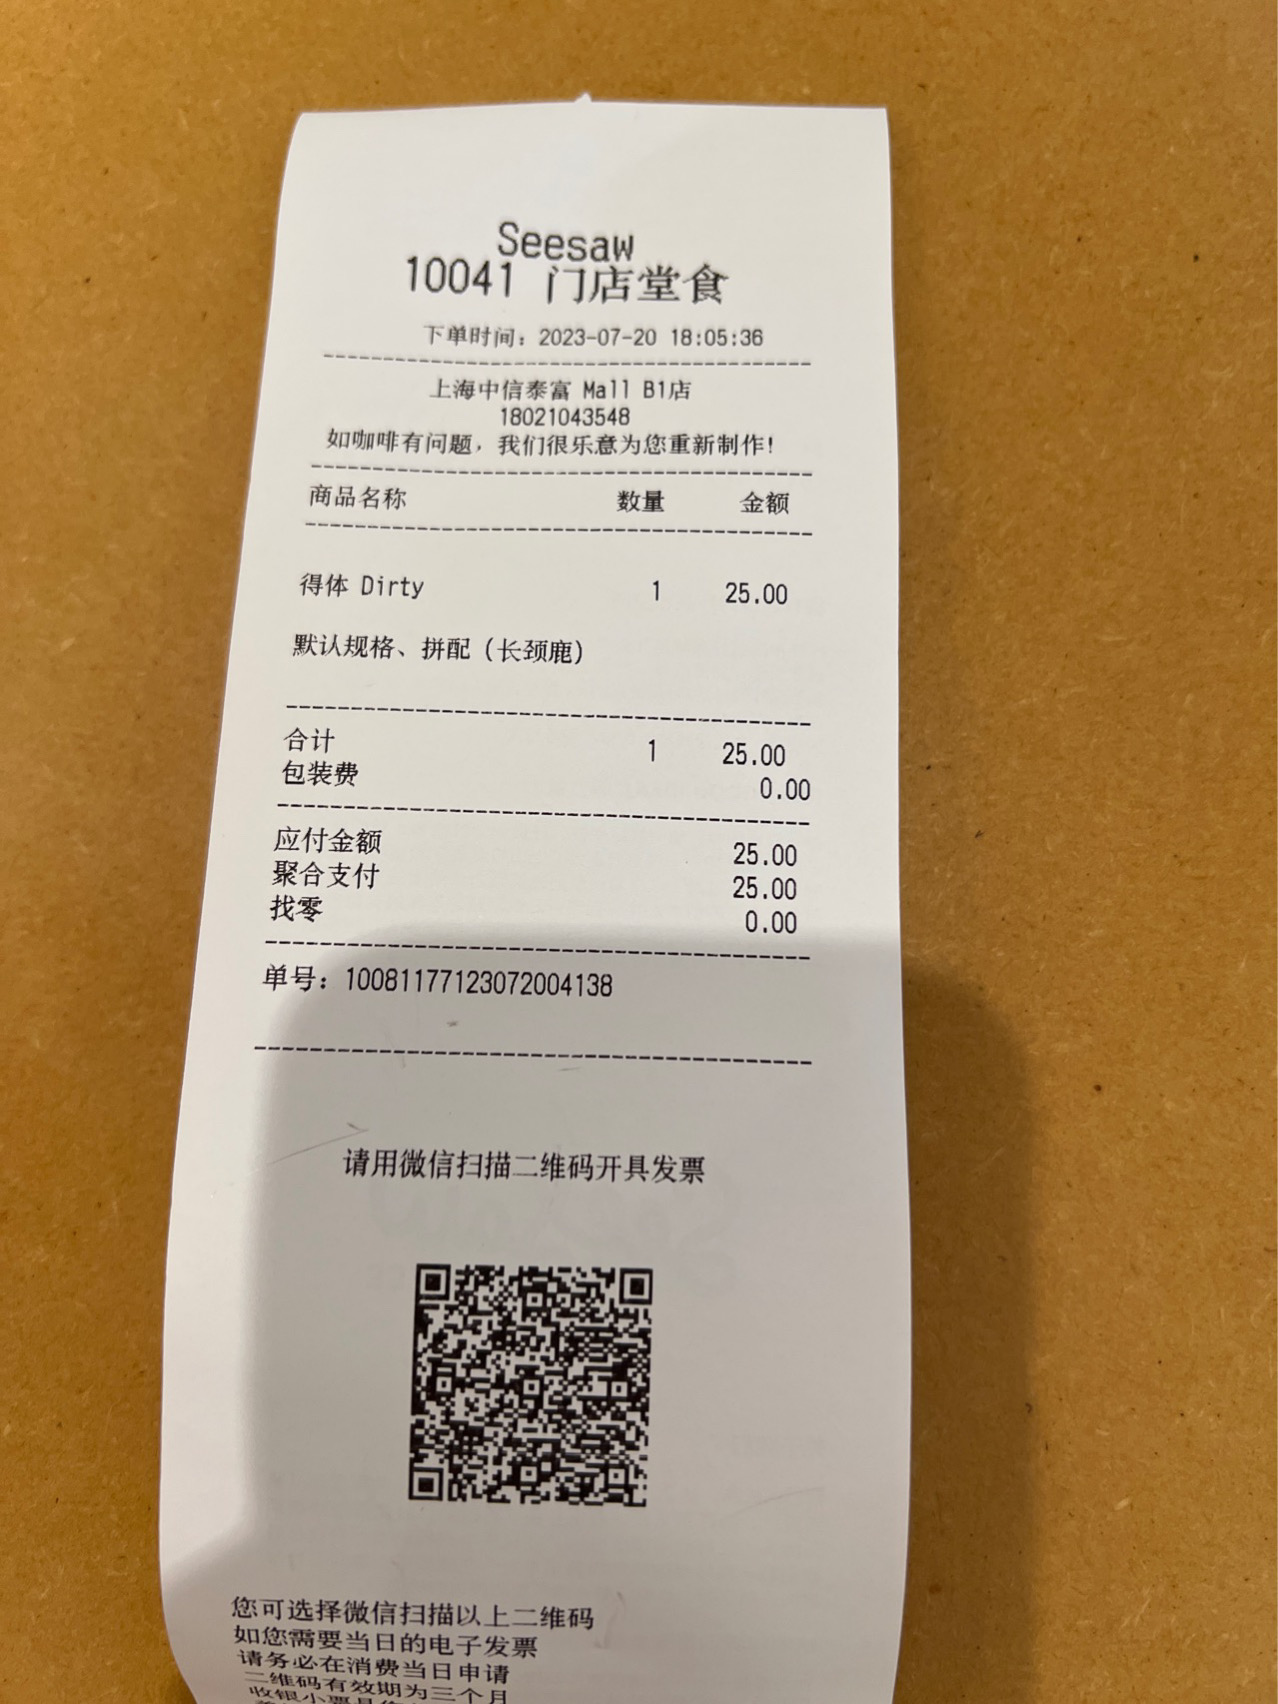 Seesaw
10041 门店堂食
下单时间：2023-07-20 18:05:36
上海中信泰富 Mall B1店
18021043548
如咖啡有问题，我们很乐意为您重新制作!
商品名称 数量 金额
得体 Dirty 1 25.00
默认规格、拼配（长颈鹿）
合计 1 25.00
包装费 0.00
应付金额 25.00
聚合支付 25.00
找零 0.00
单号：10081177123072004138
请用微信扫描二维码开具发票
您可选择微信扫描以上二维码
如您需要当日的电子发票
请务必在消费当日申请
二维码有效期为三个月
收银小票